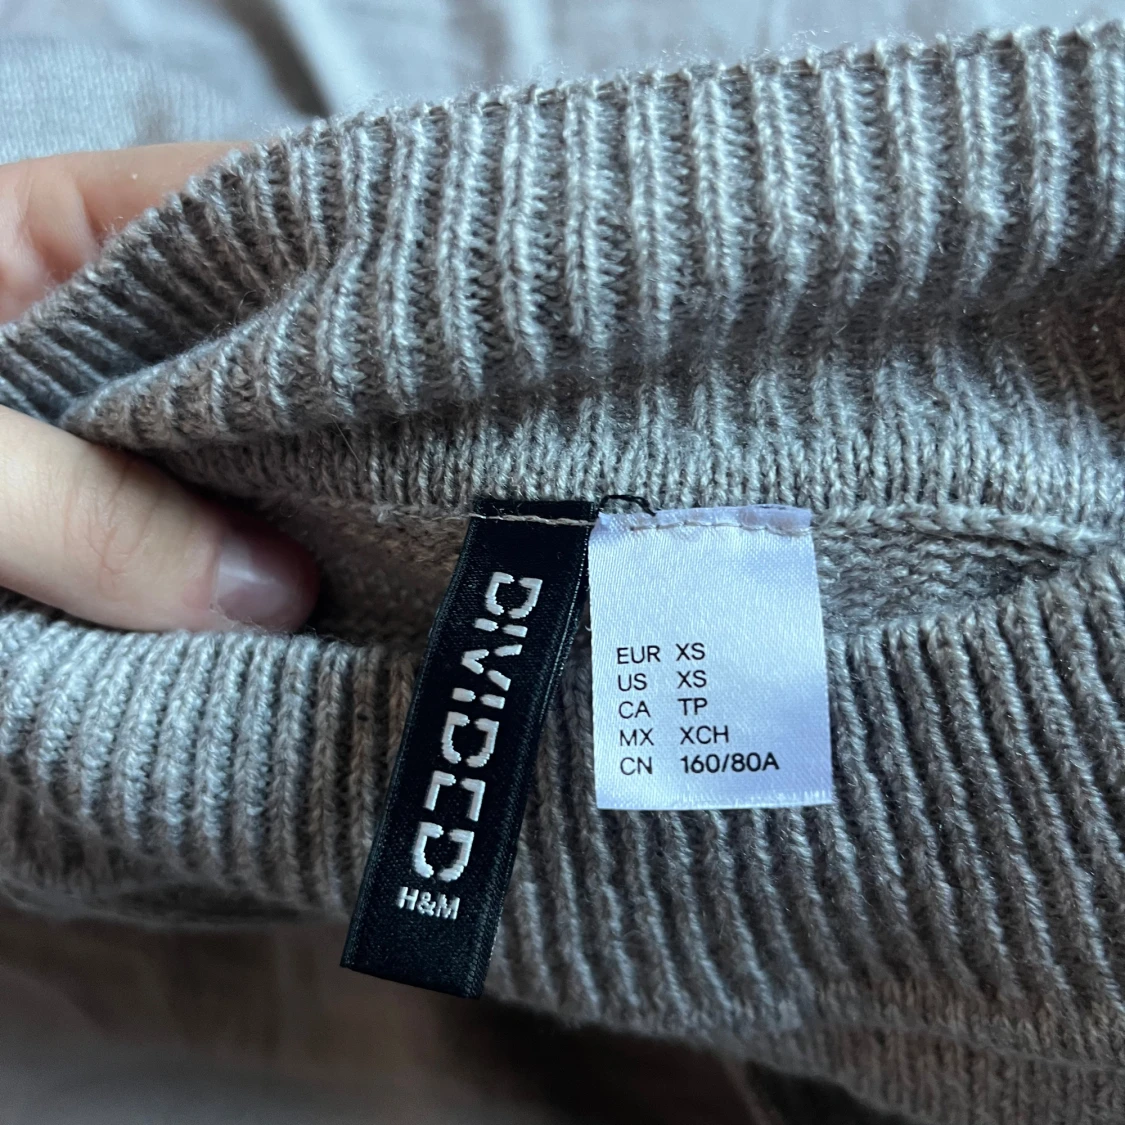 DIVIDED
H&M
EUR XS
US XS
CA TP
MX XCH
CN 160/80A